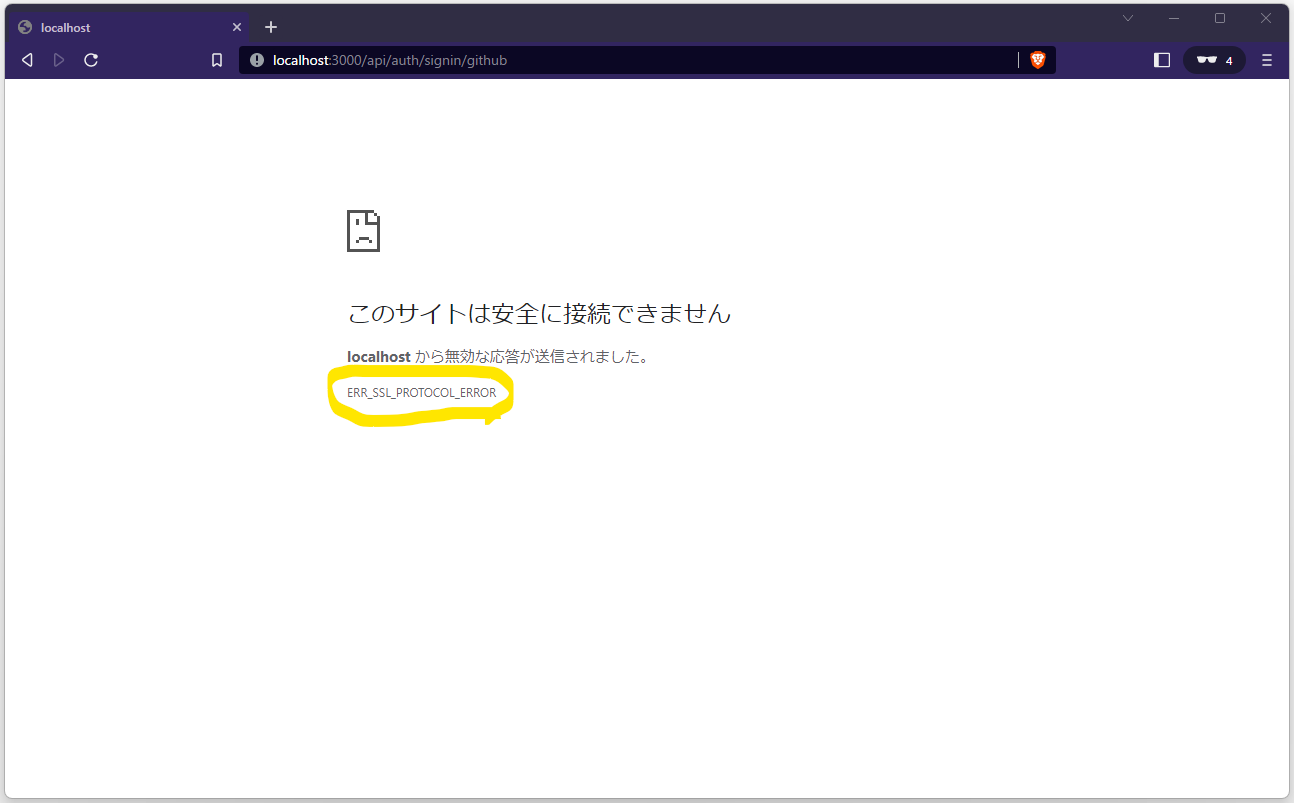 localhost
localhost:3000/api/auth/signin/github
4
このサイトは安全に接続できません
localhost から無効な応答が送信されました。
ERR_SSL_PROTOCOL_ERROR